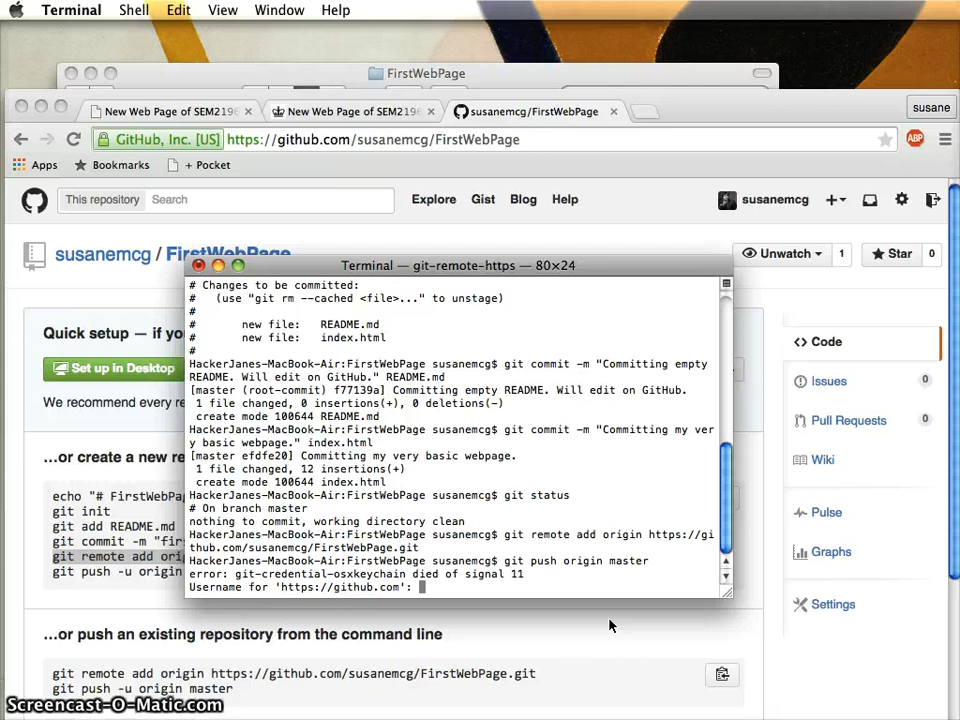 Terminal Shell Edit View Window Help
FirstWebPage
New Web Page of SEM2196 New Web Page of SEM2196 susanemcg/FirstWebPage susane
GitHub, Inc. [US] https://github.com/susanemcg/FirstWebPage ABP
Apps Bookmarks + Pocket
This repository Search Explore Gist Blog Help susanemcg
susanemcg / FirstWebPage Unwatch 1 Star 0
Terminal — git-remote-https — 80×24
# Changes to be committed:
#   (use "git rm --cached <file>..." to unstage)
#
#       new file:   README.md
#       new file:   index.html
#
HackerJanes-MacBook-Air:FirstWebPage susanemcg$ git commit -m "Committing empty
README. Will edit on GitHub." README.md
[master (root-commit) f77139a] Committing empty README. Will edit on GitHub.
 1 file changed, 0 insertions(+), 0 deletions(-)
 create mode 100644 README.md
HackerJanes-MacBook-Air:FirstWebPage susanemcg$ git commit -m "Committing my ver
y basic webpage." index.html
[master efdfe20] Committing my very basic webpage.
 1 file changed, 12 insertions(+)
 create mode 100644 index.html
HackerJanes-MacBook-Air:FirstWebPage susanemcg$ git status
# On branch master
nothing to commit, working directory clean
HackerJanes-MacBook-Air:FirstWebPage susanemcg$ git remote add origin https://gi
thub.com/susanemcg/FirstWebPage.git
HackerJanes-MacBook-Air:FirstWebPage susanemcg$ git push origin master
error: git-credential-osxkeychain died of signal 11
Username for 'https://github.com':
Quick setup — if yo
Set up in Desktop
We recommend every re
…or create a new re
echo "# FirstWebPa
git init
git add README.md
git commit -m "fir
git remote add orig
git push -u origin
Code
Issues 0
Pull Requests 0
Wiki
Pulse
Graphs
Settings
…or push an existing repository from the command line
git remote add origin https://github.com/susanemcg/FirstWebPage.git
git push -u origin master
Screencast-O-Matic.com